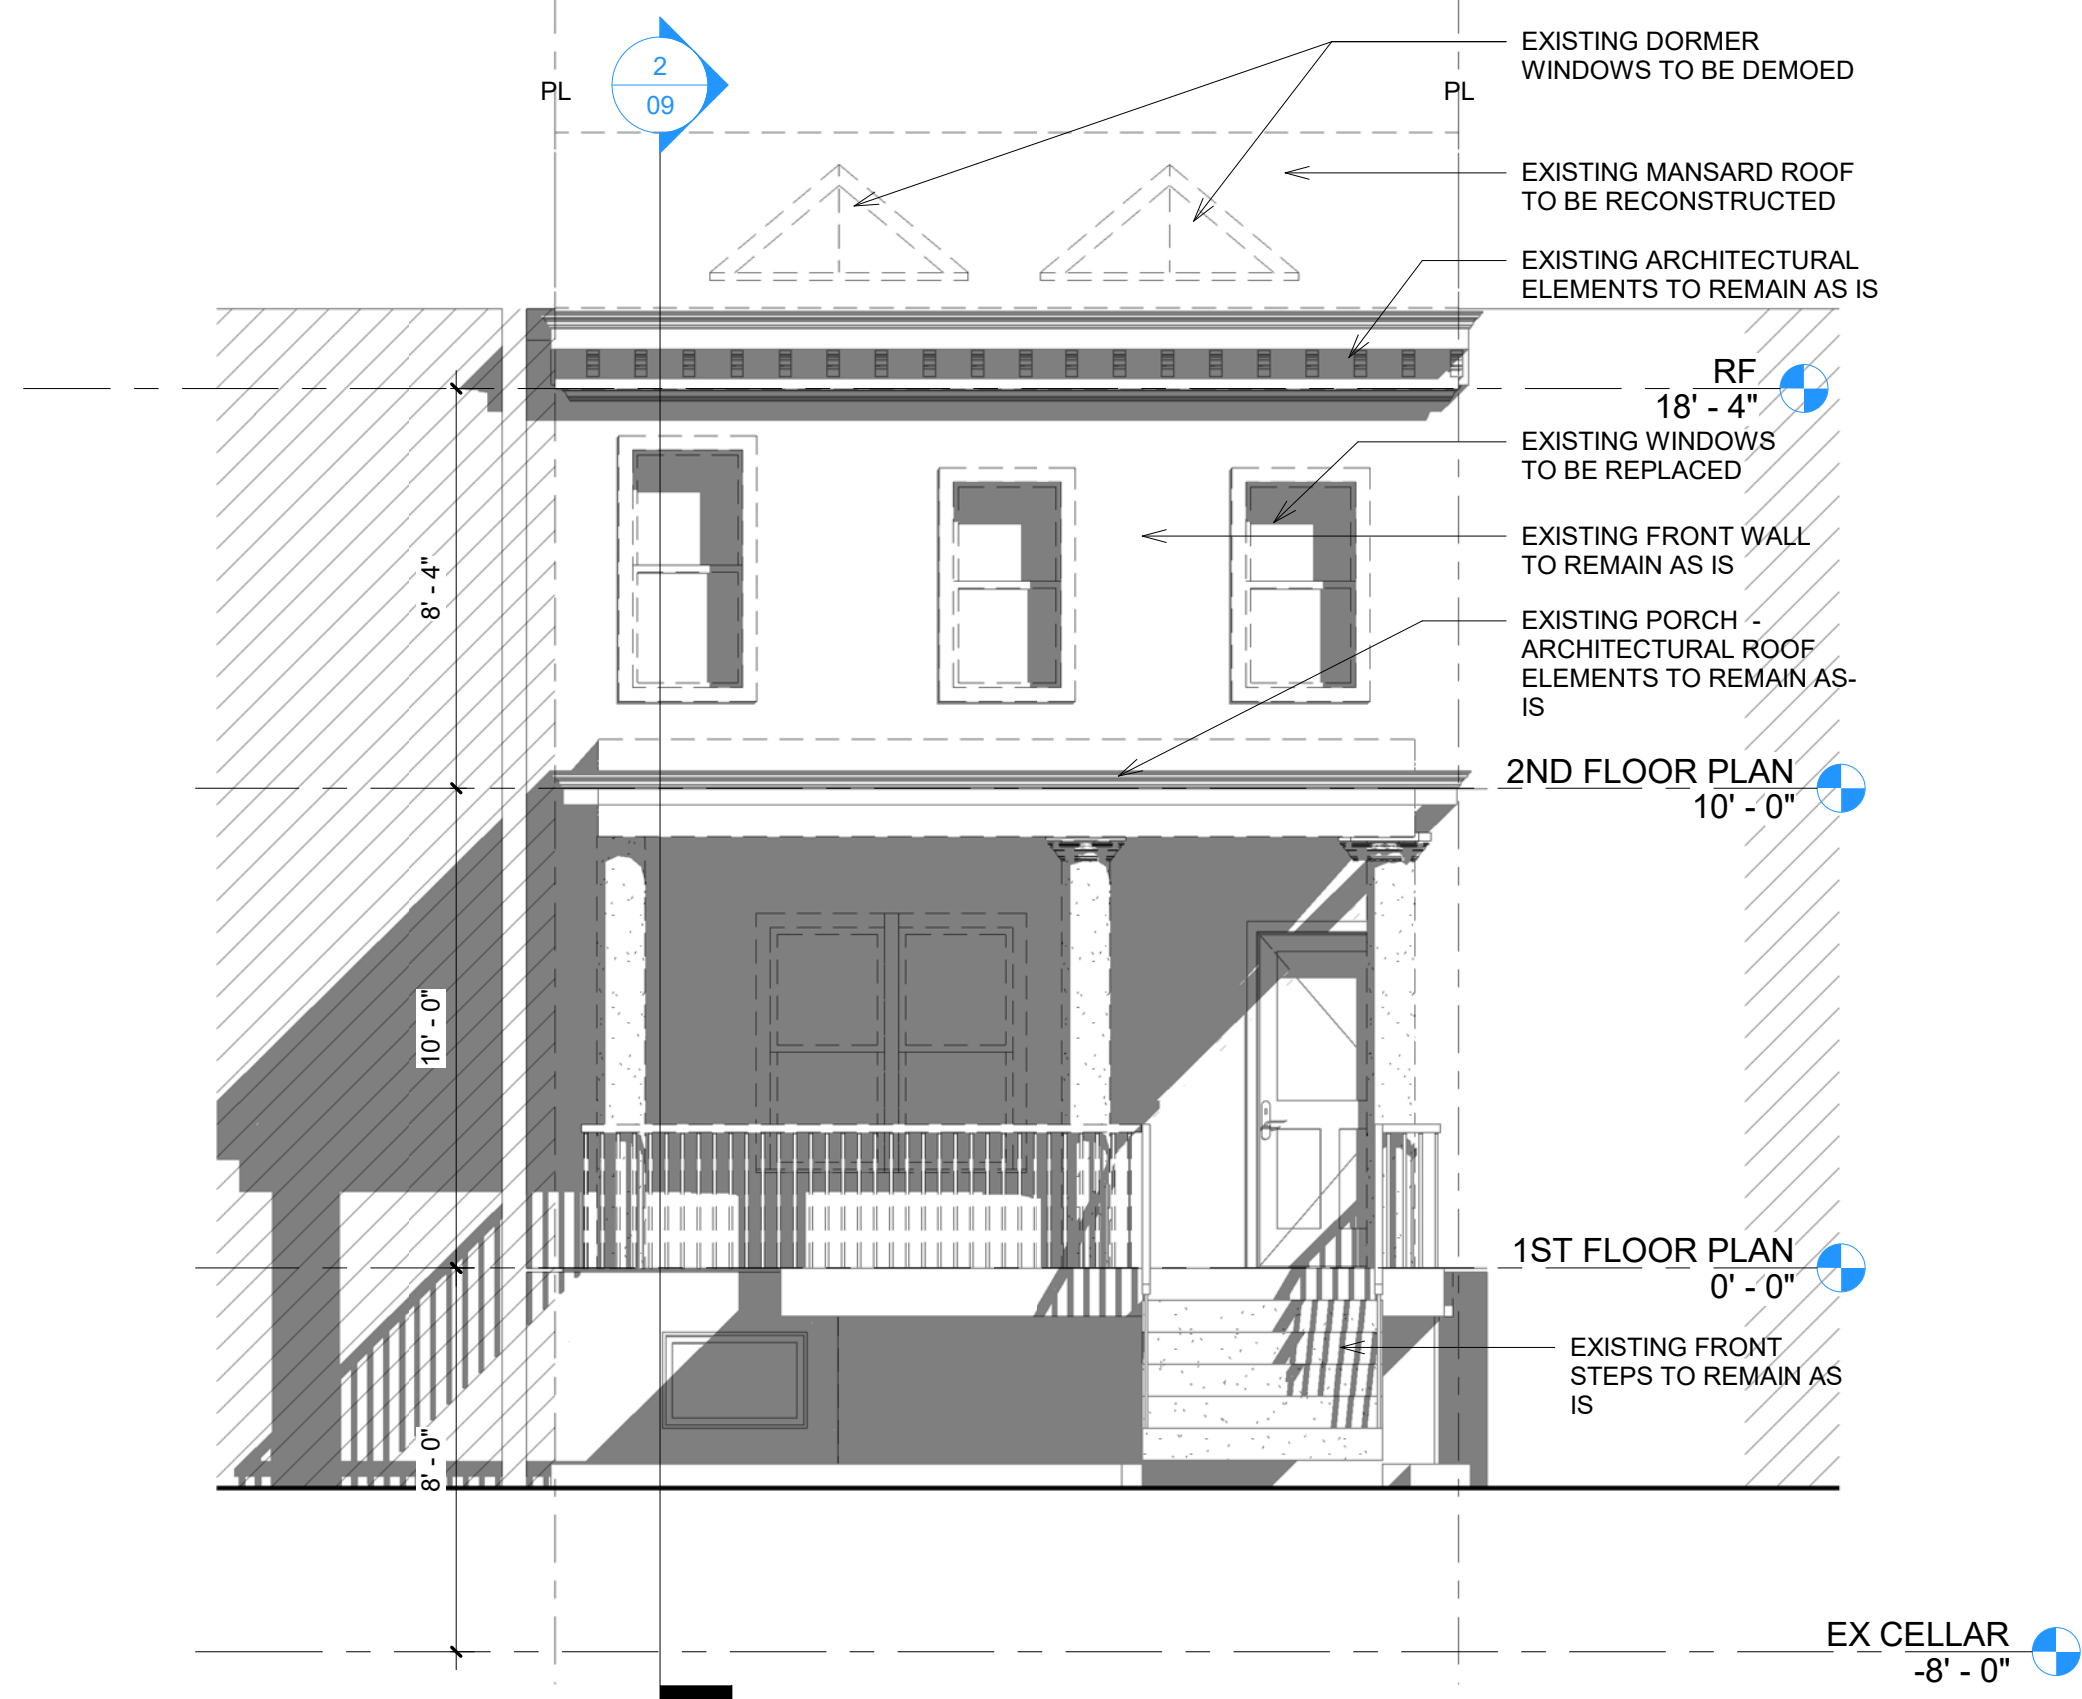 EXISTING DORMER
WINDOWS TO BE DEMOED
2
09
PL
PL
EXISTING MANSARD ROOF
TO BE RECONSTRUCTED
EXISTING ARCHITECTURAL
ELEMENTS TO REMAIN AS IS
RF
18' - 4"
EXISTING WINDOWS
TO BE REPLACED
EXISTING FRONT WALL
TO REMAIN AS IS
8' - 4"
EXISTING PORCH -
ARCHITECTURAL ROOF
ELEMENTS TO REMAIN AS-
IS
2ND FLOOR PLAN
10' - 0"
10' - 0"
1ST FLOOR PLAN
0' - 0"
EXISTING FRONT
STEPS TO REMAIN AS
IS
8' - 0"
EX CELLAR
-8' - 0"